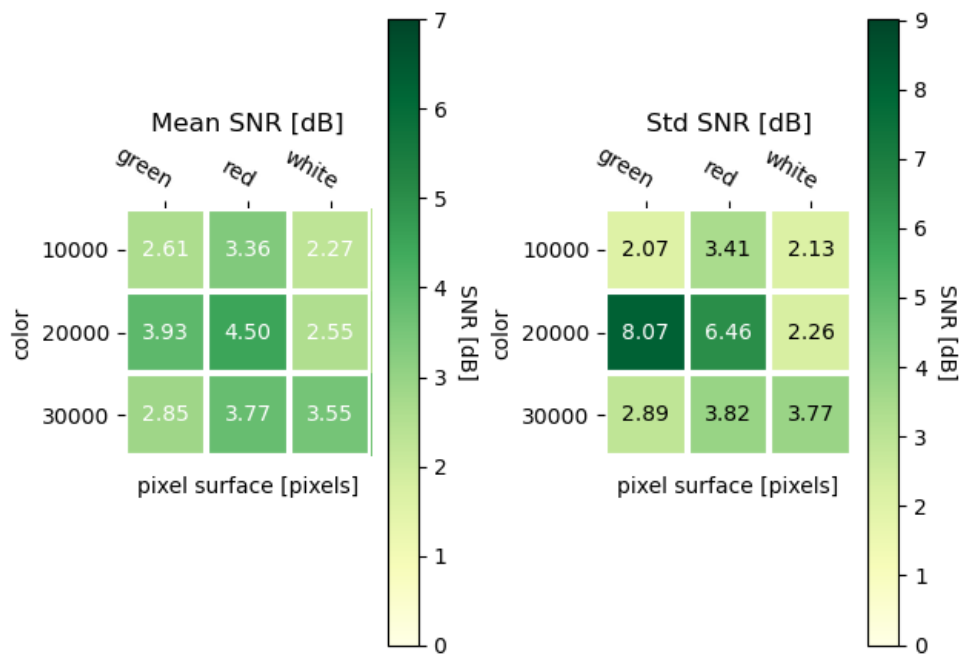 Mean SNR [dB]
green red white
10000 2.61 3.36 2.27
20000 3.93 4.50 2.55
30000 2.85 3.77 3.55
color
pixel surface [pixels]
7
6
5
4
3
2
1
0
SNR [dB]
Std SNR [dB]
green red white
10000 2.07 3.41 2.13
20000 8.07 6.46 2.26
30000 2.89 3.82 3.77
color
pixel surface [pixels]
9
8
7
6
5
4
3
2
1
0
SNR [dB]